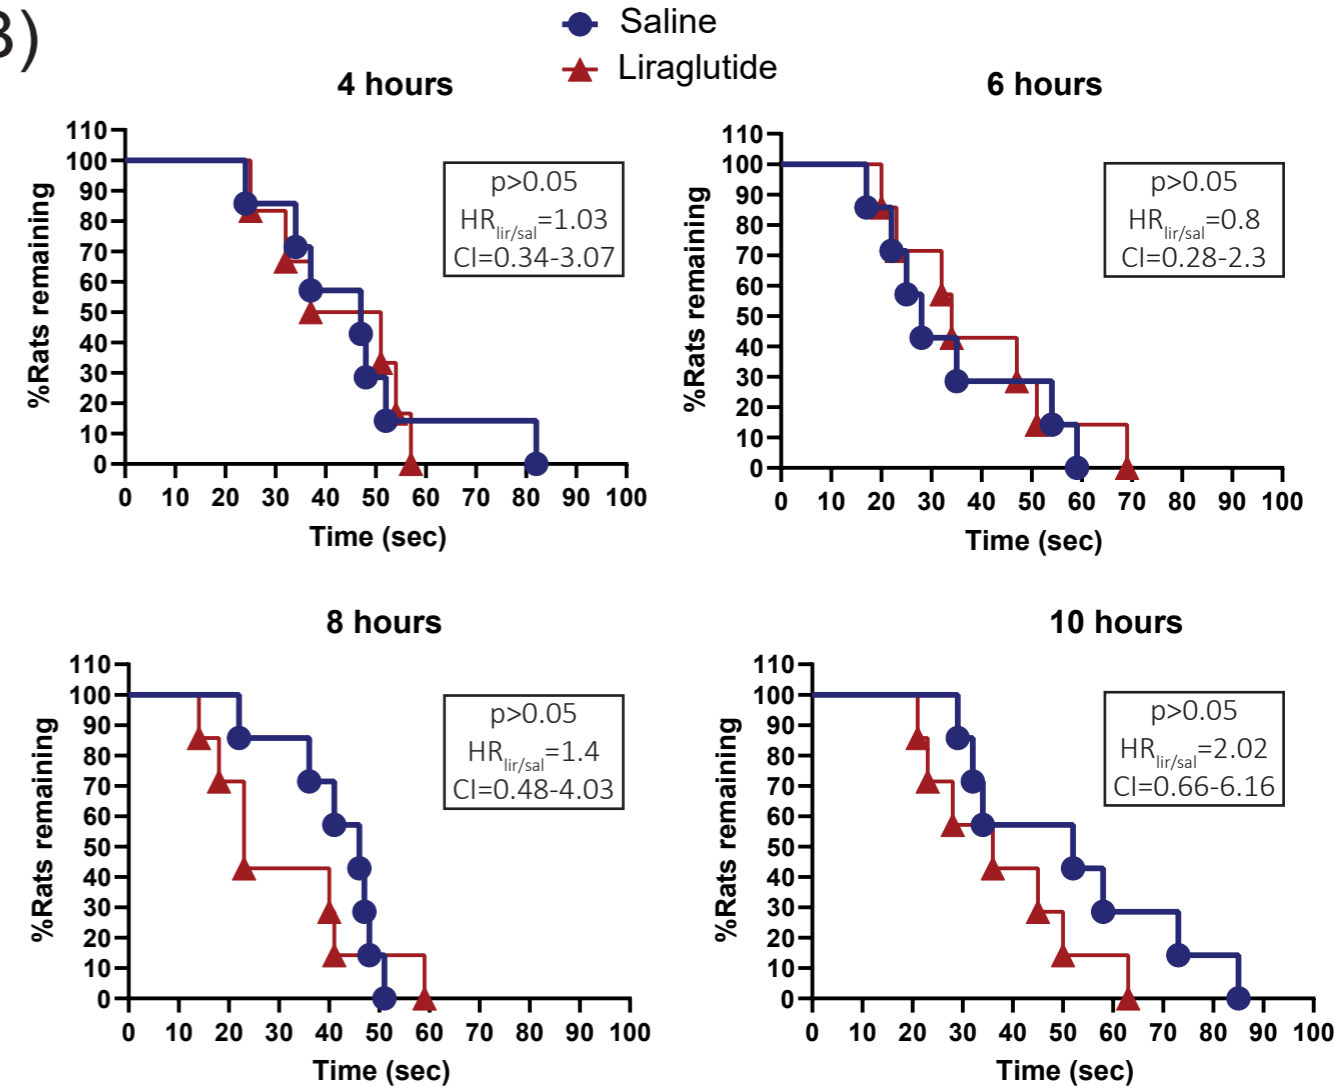 B)
Saline
Liraglutide
4 hours
110
100
90
80
70
60
50
40
30
20
10
0
%Rats remaining
p>0.05
HRlir/sal=1.03
CI=0.34-3.07
0 10 20 30 40 50 60 70 80 90 100
Time (sec)
6 hours
110
100
90
80
70
60
50
40
30
20
10
0
%Rats remaining
p>0.05
HRlir/sal=0.8
CI=0.28-2.3
0 10 20 30 40 50 60 70 80 90 100
Time (sec)
8 hours
110
100
90
80
70
60
50
40
30
20
10
0
%Rats remaining
p>0.05
HRlir/sal=1.4
CI=0.48-4.03
0 10 20 30 40 50 60 70 80 90 100
Time (sec)
10 hours
110
100
90
80
70
60
50
40
30
20
10
0
%Rats remaining
p>0.05
HRlir/sal=2.02
CI=0.66-6.16
0 10 20 30 40 50 60 70 80 90 100
Time (sec)